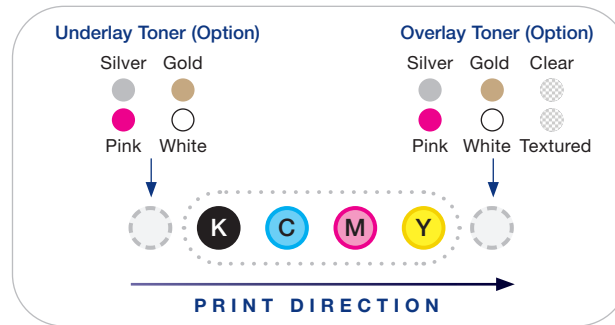 Underlay Toner (Option)
Overlay Toner (Option)
Silver Gold
Silver Gold Clear
Pink White
Pink White Textured
K C M Y
PRINT DIRECTION